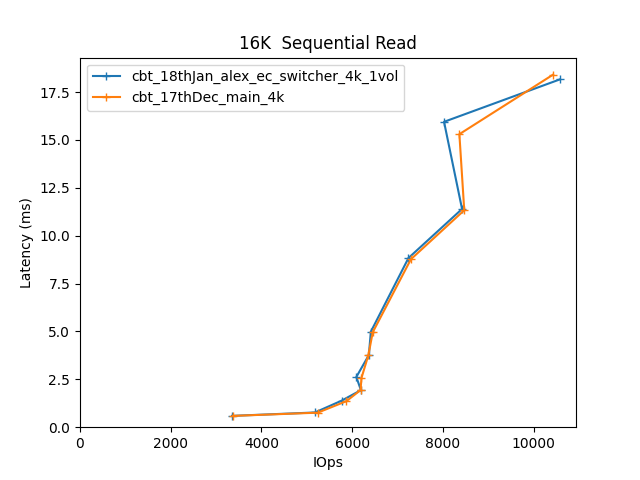 16K  Sequential Read
cbt_18thJan_alex_ec_switcher_4k_1vol
cbt_17thDec_main_4k
Latency (ms)
17.5
15.0
12.5
10.0
7.5
5.0
2.5
0.0
0 2000 4000 6000 8000 10000
IOps